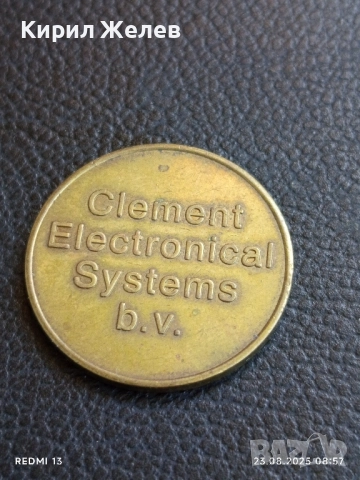 Кирил Желев
Clement
Electronical
Systems
b.v.
REDMI 13
23.08.2025 08:57